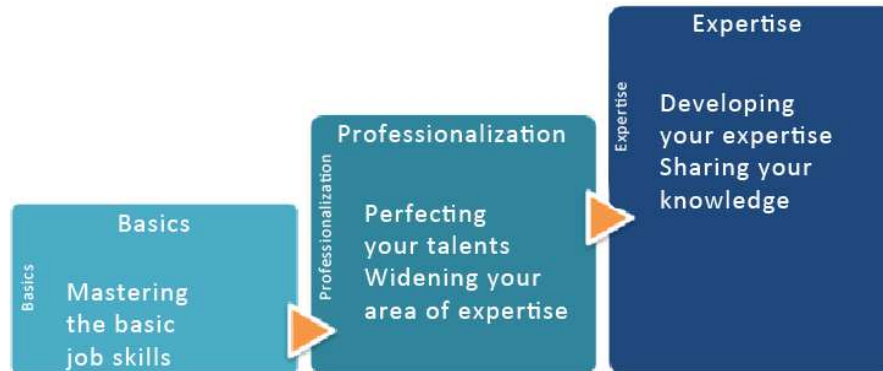 Basics
Basics
Mastering
the basic
job skills
Professionalization
Professionalization
Perfecting
your talents
Widening your
area of expertise
Expertise
Expertise
Developing
your expertise
Sharing your
knowledge